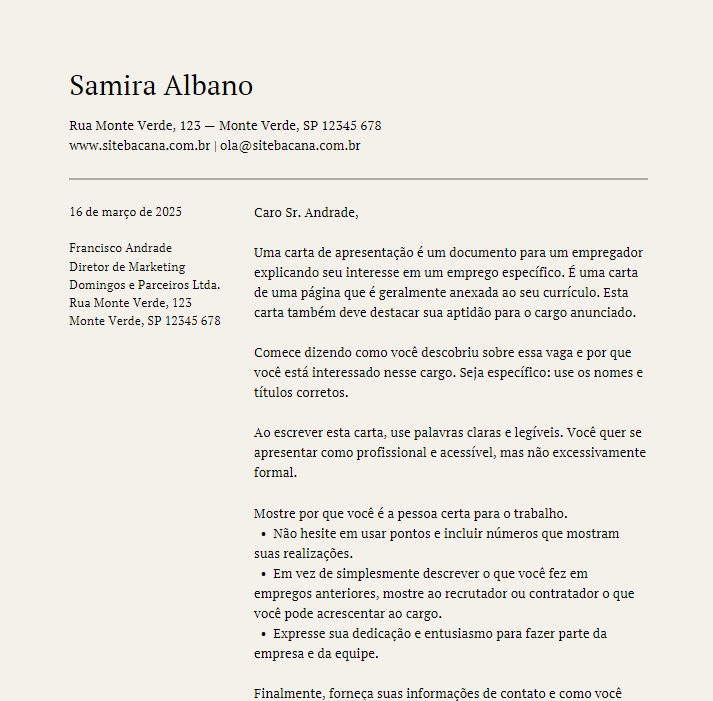 Samira Albano
Rua Monte Verde, 123 — Monte Verde, SP 12345 678
www.sitebacana.com.br | ola@sitebacana.com.br
16 de março de 2025
Francisco Andrade
Diretor de Marketing
Domingos e Parceiros Ltda.
Rua Monte Verde, 123
Monte Verde, SP 12345 678
Caro Sr. Andrade,
Uma carta de apresentação é um documento para um empregador
explicando seu interesse em um emprego específico. É uma carta
de uma página que é geralmente anexada ao seu currículo. Esta
carta também deve destacar sua aptidão para o cargo anunciado.
Comece dizendo como você descobriu sobre essa vaga e por que
você está interessado nesse cargo. Seja específico: use os nomes e
títulos corretos.
Ao escrever esta carta, use palavras claras e legíveis. Você quer se
apresentar como profissional e acessível, mas não excessivamente
formal.
Mostre por que você é a pessoa certa para o trabalho.
• Não hesite em usar pontos e incluir números que mostram
suas realizações.
• Em vez de simplesmente descrever o que você fez em
empregos anteriores, mostre ao recrutador ou contratador o que
você pode acrescentar ao cargo.
• Expresse sua dedicação e entusiasmo para fazer parte da
empresa e da equipe.
Finalmente, forneça suas informações de contato e como você